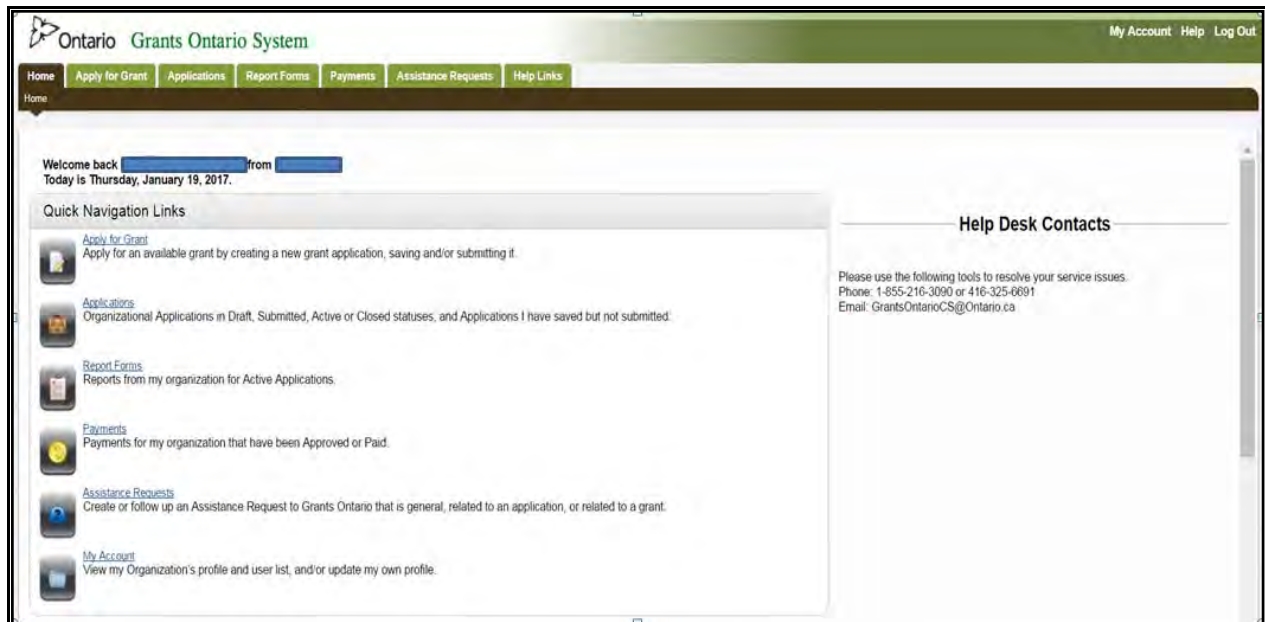 Ontario Grants Ontario System
My Account Help Log Out
Home Apply for Grant Applications Report Forms Payments Assistance Requests Help Links
Home
Welcome back from
Today is Thursday, January 19, 2017.
Quick Navigation Links
Apply for Grant
Apply for an available grant by creating a new grant application, saving and/or submitting it.
Applications
Organizational Applications in Draft, Submitted, Active or Closed statuses, and Applications I have saved but not submitted.
Report Forms
Reports from my organization for Active Applications.
Payments
Payments for my organization that have been Approved or Paid.
Assistance Requests
Create or follow up an Assistance Request to Grants Ontario that is general, related to an application, or related to a grant.
My Account
View my Organization's profile and user list, and/or update my own profile.
Help Desk Contacts
Please use the following tools to resolve your service issues.
Phone: 1-855-216-3090 or 416-325-6691
Email: GrantsOntarioCS@Ontario.ca